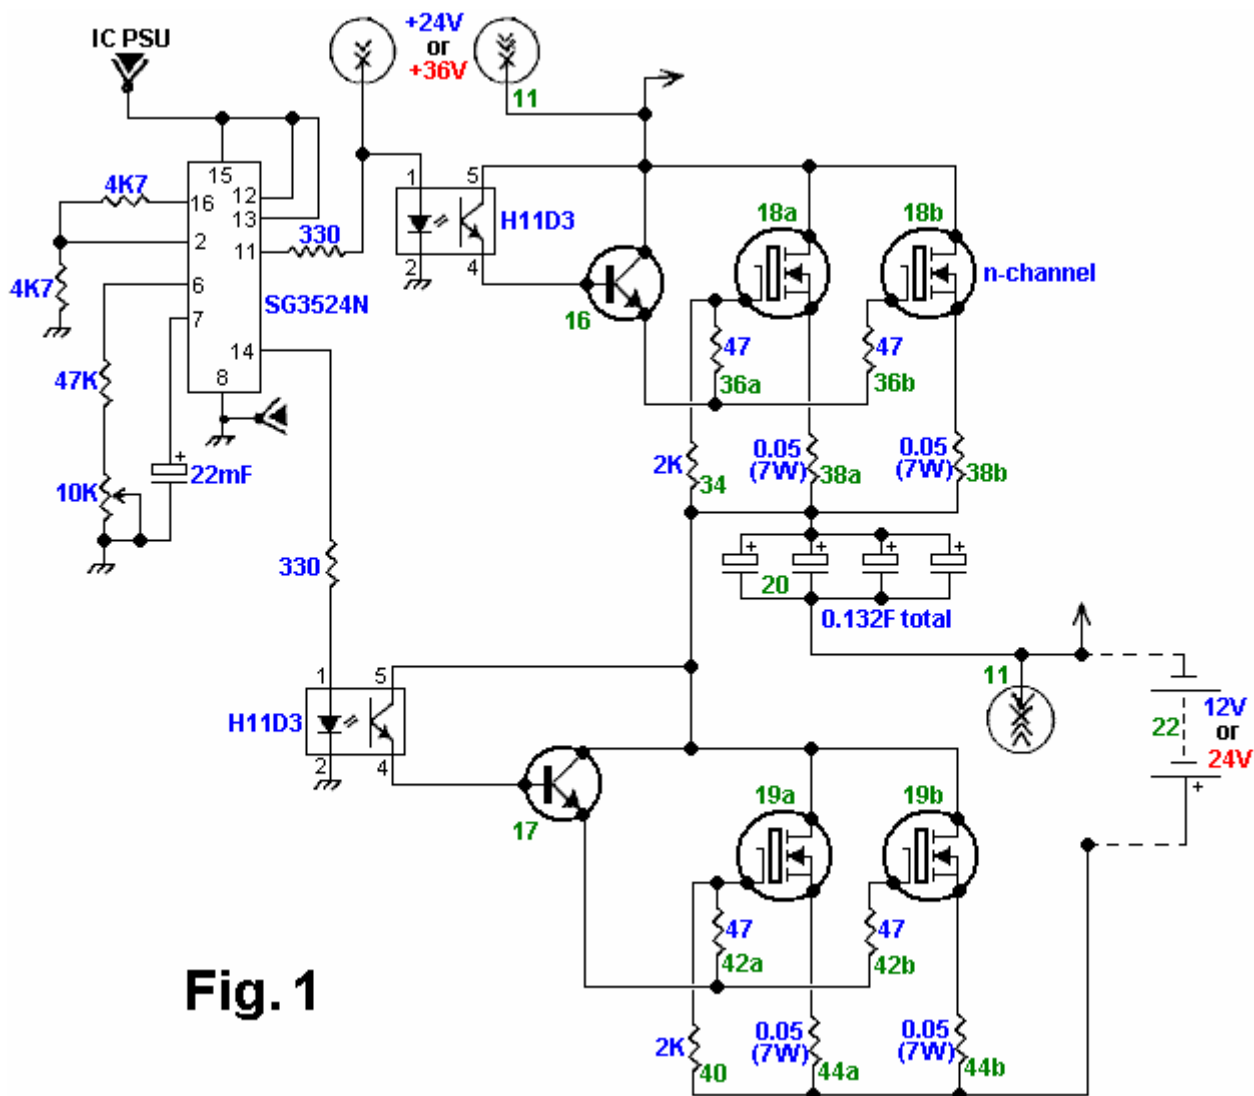 IC PSU
+24V
or
+36V
11
15
12
13
16
2
11
6
7
14
8
4K7
4K7
330
SG3524N
47K
10K
22mF
330
1
5
2
4
H11D3
16
18a
18b
n-channel
47
36a
47
36b
2K
34
0.05
(7W)
38a
0.05
(7W)
38b
20
0.132F total
11
22
12V
or
24V
+
+
+
+
+
+
1
5
2
4
H11D3
17
19a
19b
47
42a
47
42b
2K
40
0.05
(7W)
44a
0.05
(7W)
44b
Fig. 1